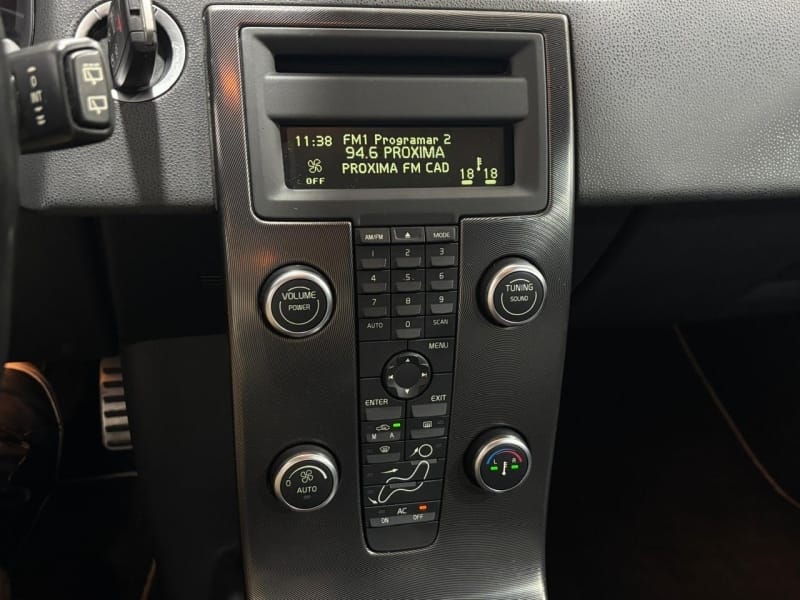 11:38 FM1 Programar 2
94.6 PROXIMA
PROXIMA FM CAD
OFF
18 18
AM/FM MODE
1 2 3
4 5 6
7 8 9
AUTO 0 SCAN
VOLUME
POWER
TUNING
SOUND
MENU
ENTER EXIT
M A
0
AUTO
L R
AC
ON OFF